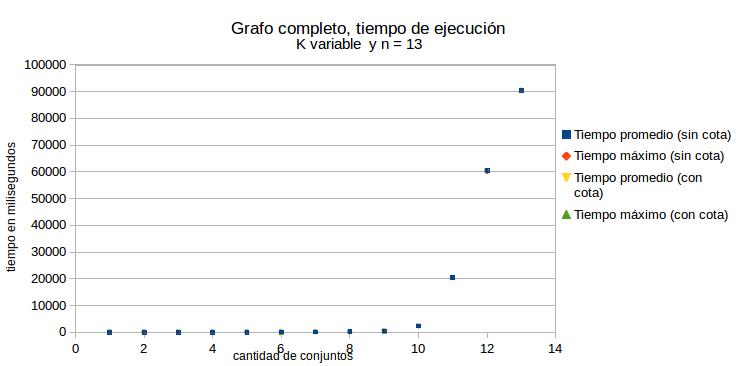 Grafo completo, tiempo de ejecución
K variable  y n = 13
100000
90000
80000
70000
60000
50000
40000
30000
20000
10000
0
0 2 4 6 8 10 12 14
tiempo en milisegundos
cantidad de conjuntos
Tiempo promedio (sin cota)
Tiempo máximo (sin cota)
Tiempo promedio (con
cota)
Tiempo máximo (con cota)